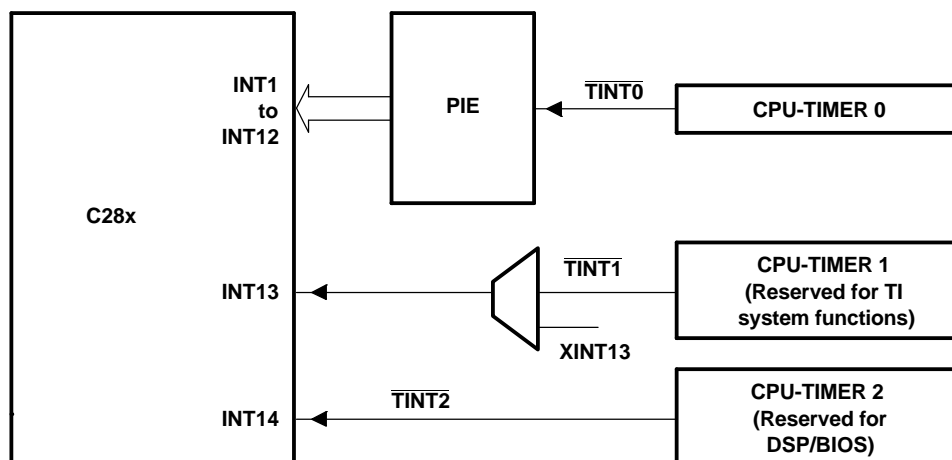 INT1
to
INT12
PIE
TINT0
CPU-TIMER 0
C28x
INT13
TINT1
XINT13
CPU-TIMER 1
(Reserved for TI
system functions)
INT14
TINT2
CPU-TIMER 2
(Reserved for
DSP/BIOS)